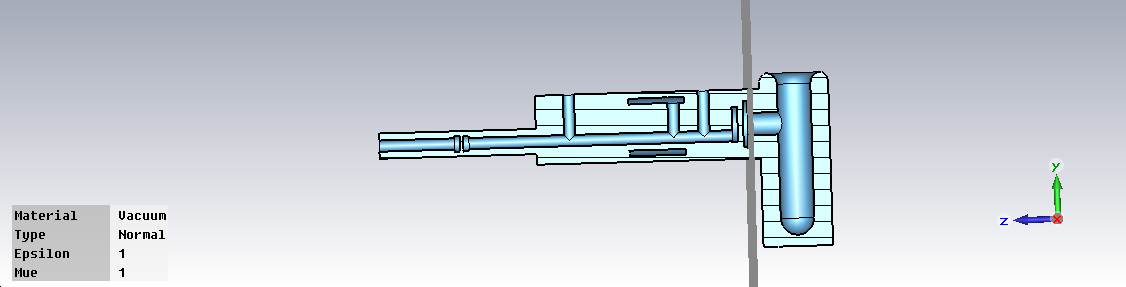 y
z
x
Material Vacuum
Type Normal
Epsilon 1
Mue 1